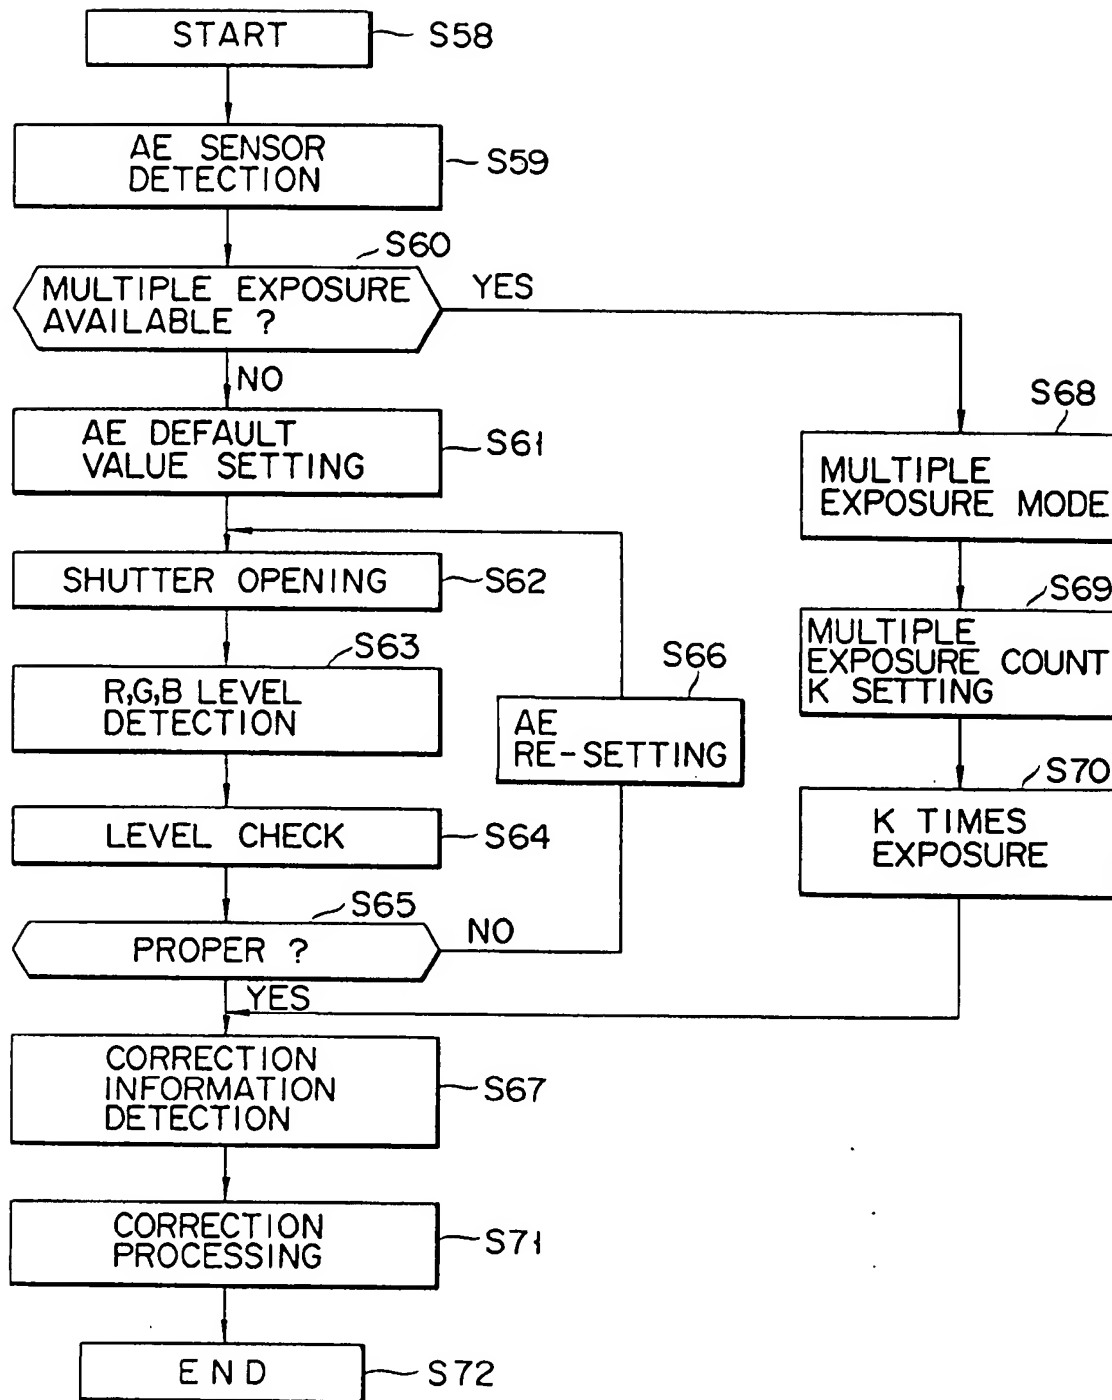 START
S58
AE SENSOR
DETECTION
S59
S60
MULTIPLE EXPOSURE
AVAILABLE ?
YES
NO
AE DEFAULT
VALUE SETTING
S61
SHUTTER OPENING
S62
S63
R,G,B LEVEL
DETECTION
LEVEL CHECK
S64
S65
PROPER ?
NO
YES
S66
AE
RE-SETTING
S68
MULTIPLE
EXPOSURE MODE
S69
MULTIPLE
EXPOSURE COUNT
K SETTING
S70
K TIMES
EXPOSURE
CORRECTION
INFORMATION
DETECTION
S67
CORRECTION
PROCESSING
S71
END
S72